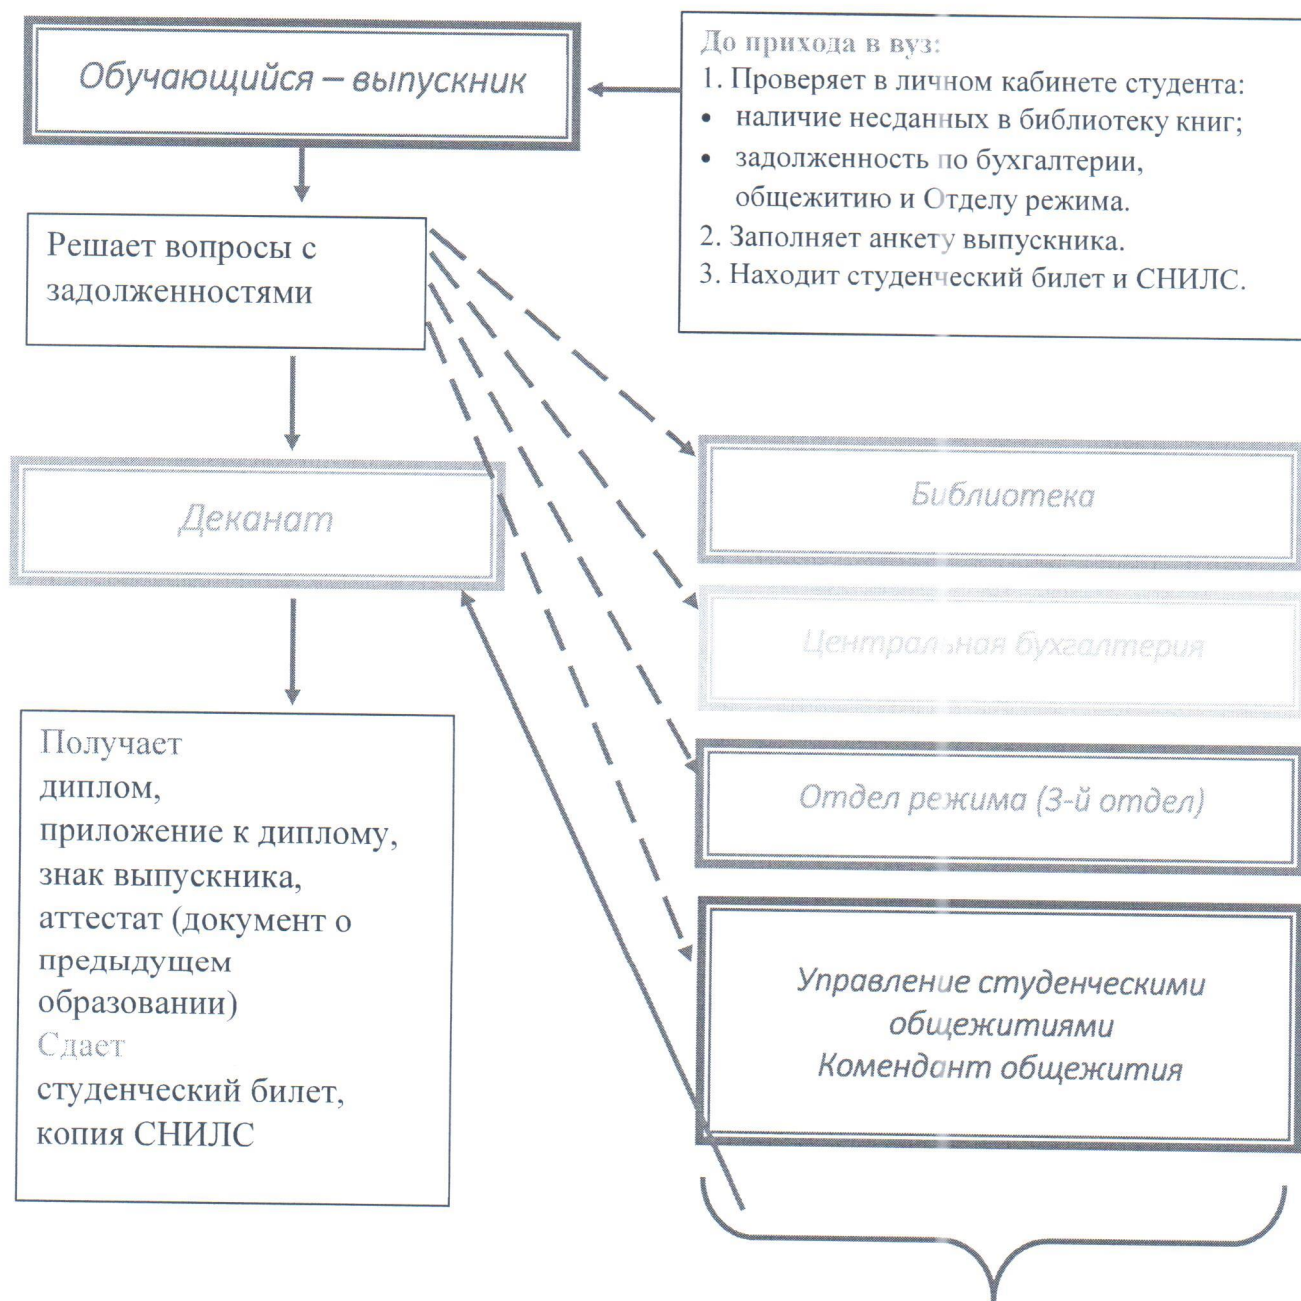 Обучающийся – выпускник
До прихода в вуз:
1. Проверяет в личном кабинете студента:
• наличие несданных в библиотеку книг;
• задолженность по бухгалтерии,
общежитию и Отделу режима.
2. Заполняет анкету выпускника.
3. Находит студенческий билет и СНИЛС.
Решает вопросы с
задолженностями
Деканат
Библиотека
Центральная бухгалтерия
Отдел режима (3-й отдел)
Управление студенческими
общежитиями
Комендант общежития
Получает
диплом,
приложение к диплому,
знак выпускника,
аттестат (документ о
предыдущем
образовании)
Сдает
студенческий билет,
копия СНИЛС